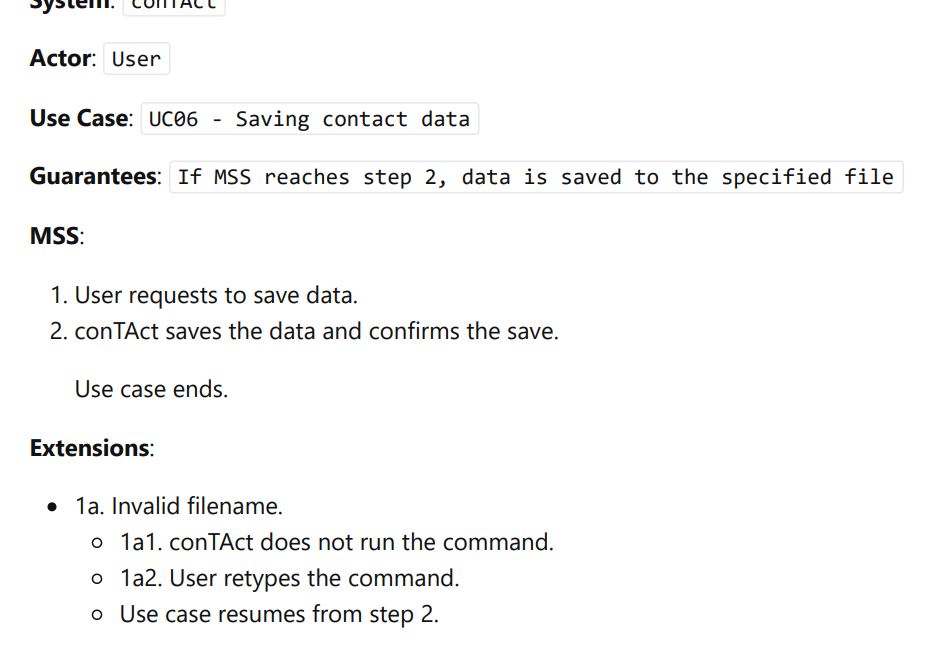 System: conTAct
Actor: User
Use Case: UC06 - Saving contact data
Guarantees: If MSS reaches step 2, data is saved to the specified file
MSS:
1. User requests to save data.
2. conTAct saves the data and confirms the save.
Use case ends.
Extensions:
• 1a. Invalid filename.
○ 1a1. conTAct does not run the command.
○ 1a2. User retypes the command.
○ Use case resumes from step 2.